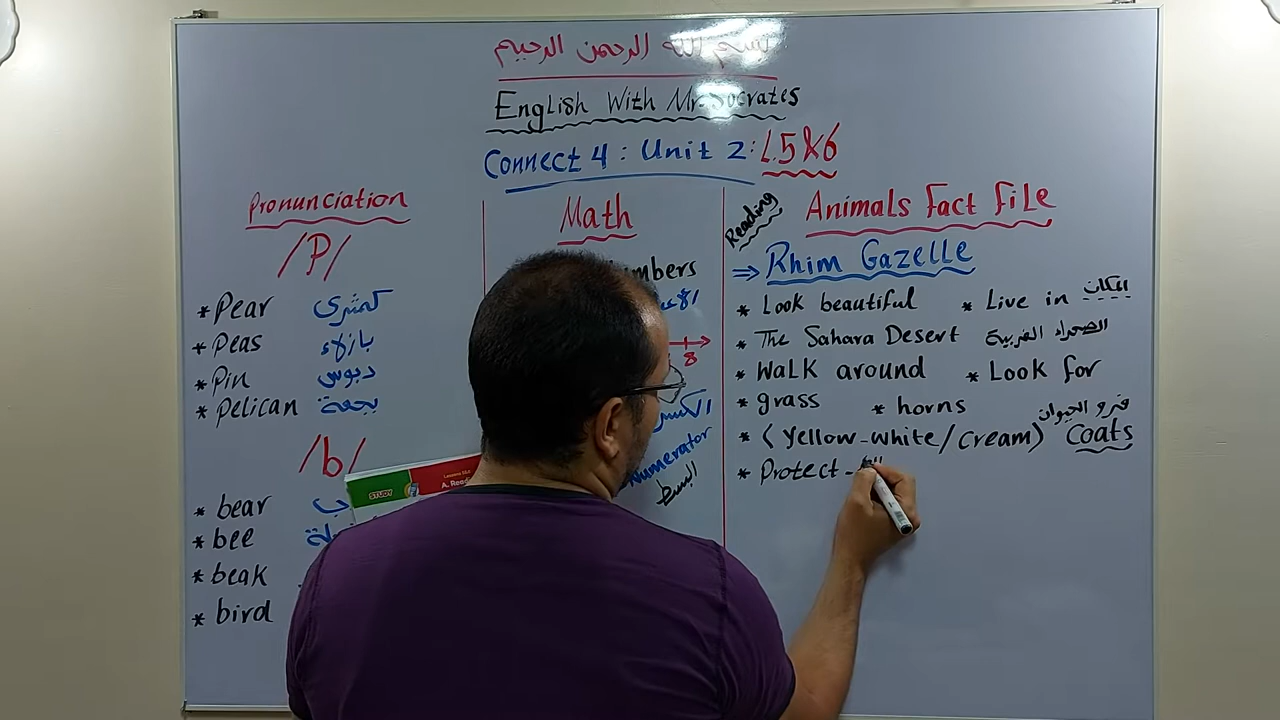 بسم الله الرحمن الرحيم
English With Mr. Socrates
Connect 4 : Unit 2: L.5&6
Pronunciation
/P/
* Pear كمثرى
* Peas بازلاء
* Pin دبوس
* Pelican بجعة
/b/
* bear
* bee
* beak
* bird
Math
8
Numerator
البسط
STUDY
Reading
Animals Fact File
⇒ Rhim Gazelle
* Look beautiful * Live in المكان
* The Sahara Desert الصحراء الغربية
* Walk around * Look for
* grass * horns
فرو الحيوان
* (Yellow-white/Cream) Coats
* Protect -